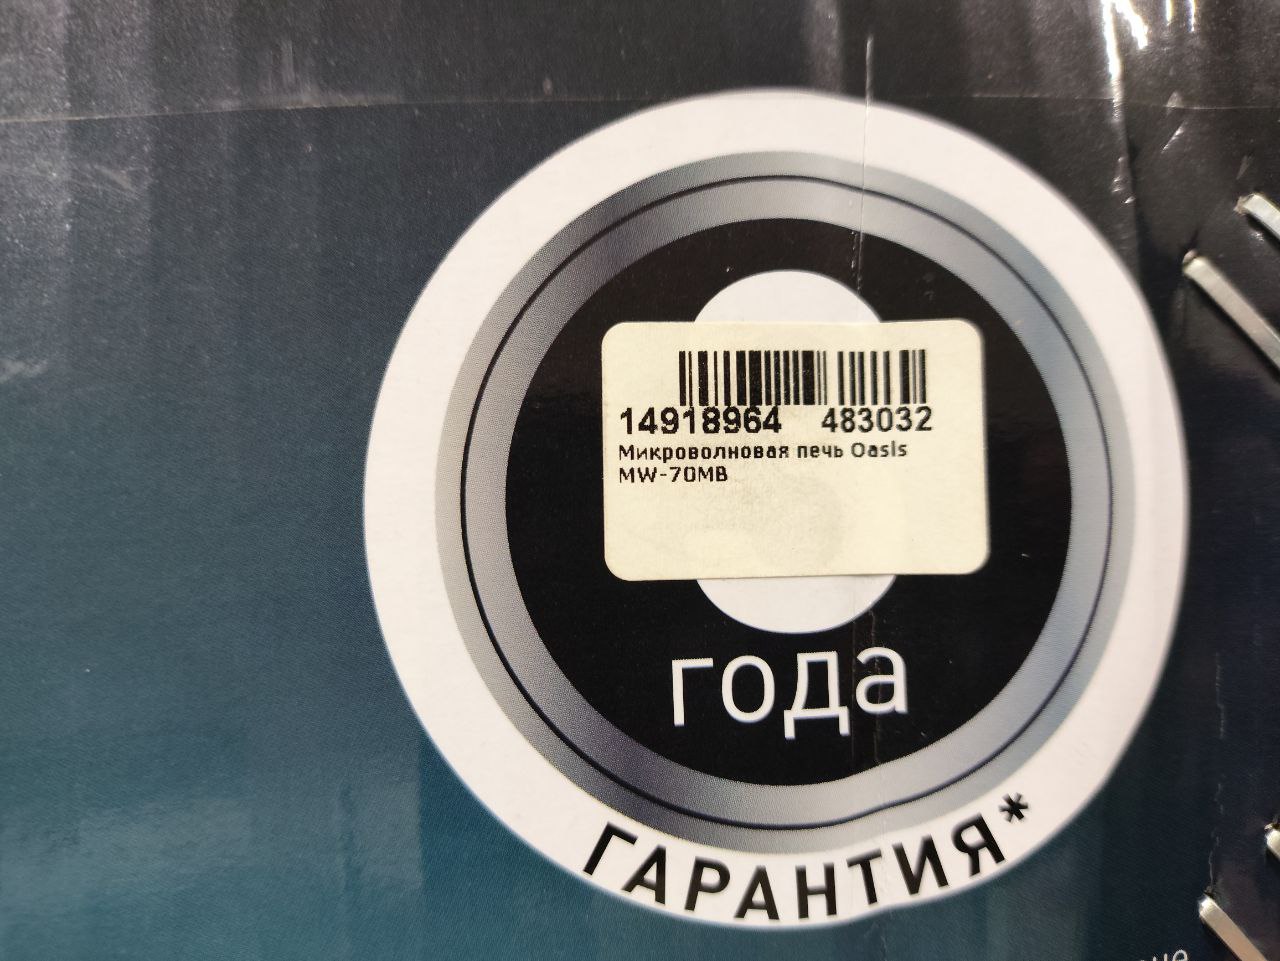 14918964 483032
Микроволновая печь Oasis
MW-70MB
года
ГАРАНТИЯ*